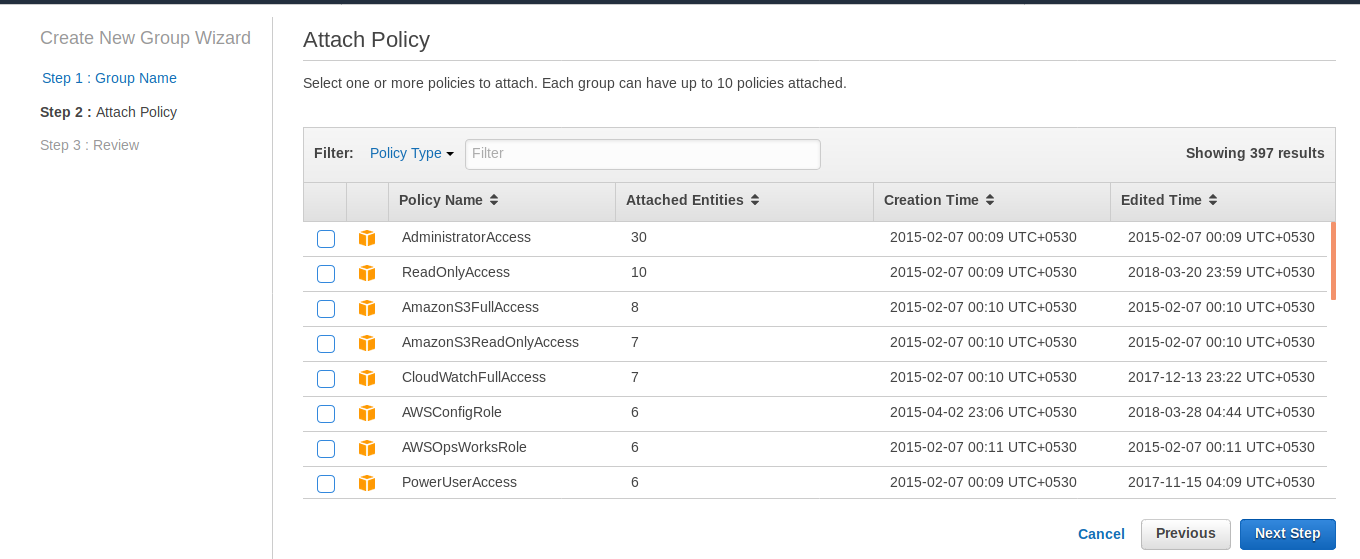 Create New Group Wizard
Step 1 : Group Name
Step 2 : Attach Policy
Step 3 : Review
Attach Policy
Select one or more policies to attach. Each group can have up to 10 policies attached.
Filter: Policy Type Filter Showing 397 results
Policy Name Attached Entities Creation Time Edited Time
AdministratorAccess 30 2015-02-07 00:09 UTC+0530 2015-02-07 00:09 UTC+0530
ReadOnlyAccess 10 2015-02-07 00:09 UTC+0530 2018-03-20 23:59 UTC+0530
AmazonS3FullAccess 8 2015-02-07 00:10 UTC+0530 2015-02-07 00:10 UTC+0530
AmazonS3ReadOnlyAccess 7 2015-02-07 00:10 UTC+0530 2015-02-07 00:10 UTC+0530
CloudWatchFullAccess 7 2015-02-07 00:10 UTC+0530 2017-12-13 23:22 UTC+0530
AWSConfigRole 6 2015-04-02 23:06 UTC+0530 2018-03-28 04:44 UTC+0530
AWSOpsWorksRole 6 2015-02-07 00:11 UTC+0530 2015-02-07 00:11 UTC+0530
PowerUserAccess 6 2015-02-07 00:09 UTC+0530 2017-11-15 04:09 UTC+0530
Cancel Previous Next Step